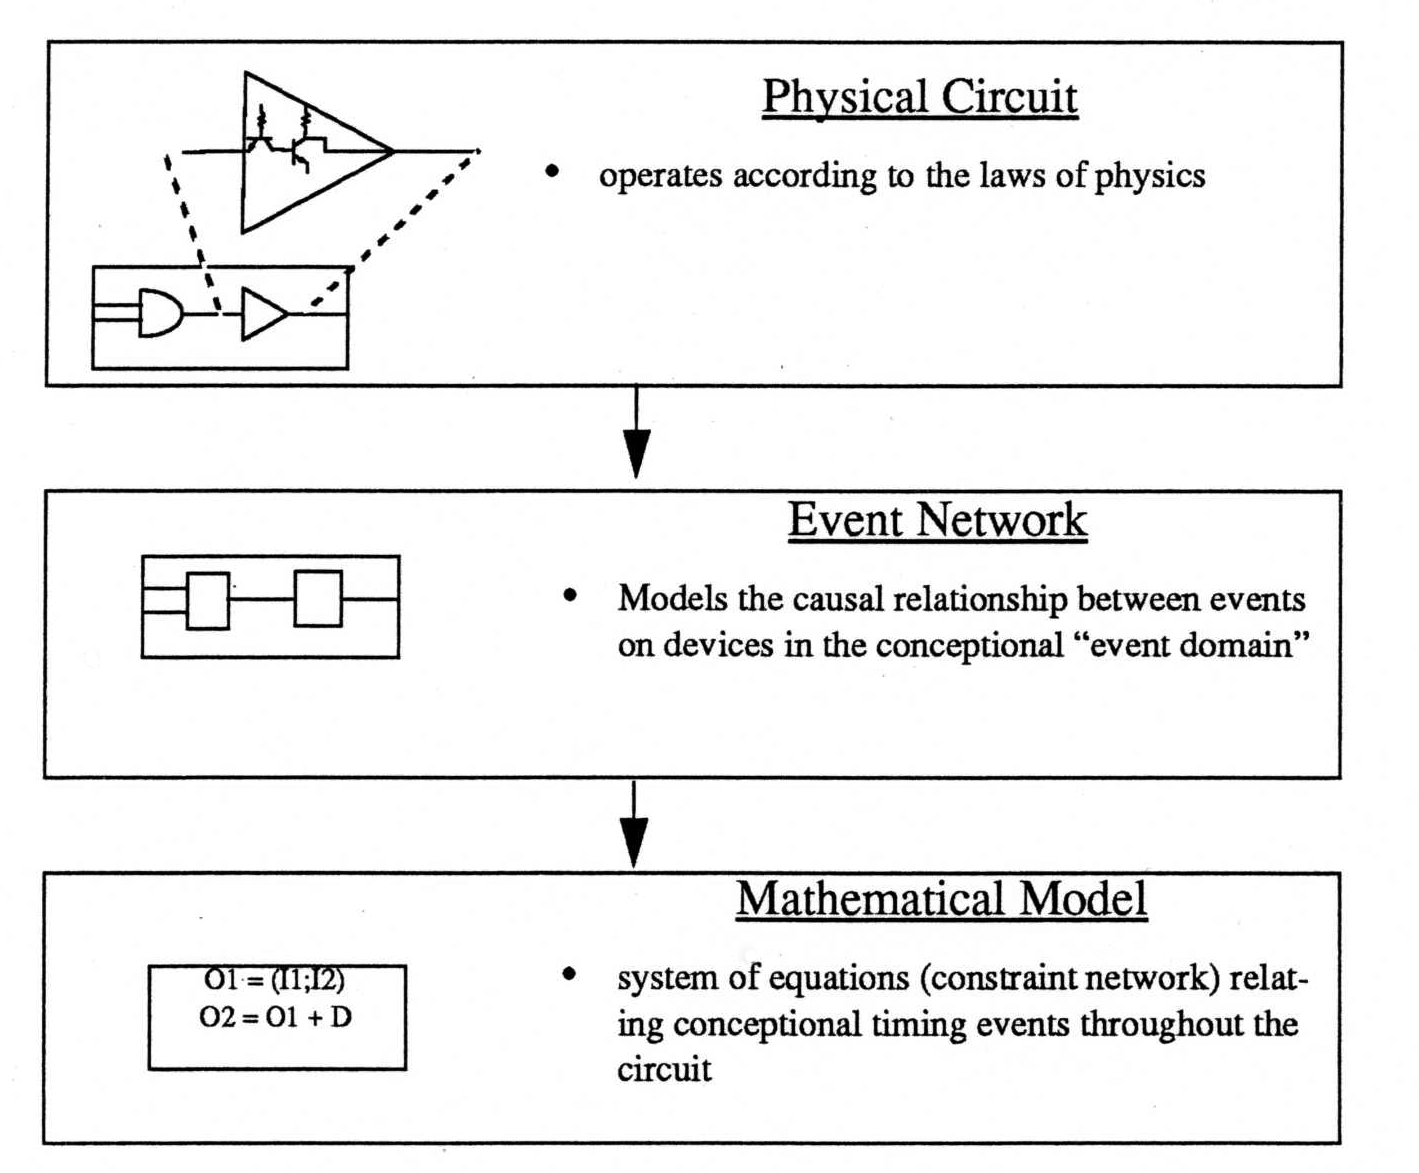 Physical Circuit
• operates according to the laws of physics
Event Network
• Models the causal relationship between events
on devices in the conceptional “event domain”
Mathematical Model
O1 = (I1;I2)
O2 = O1 + D
• system of equations (constraint network) relat-
ing conceptional timing events throughout the
circuit